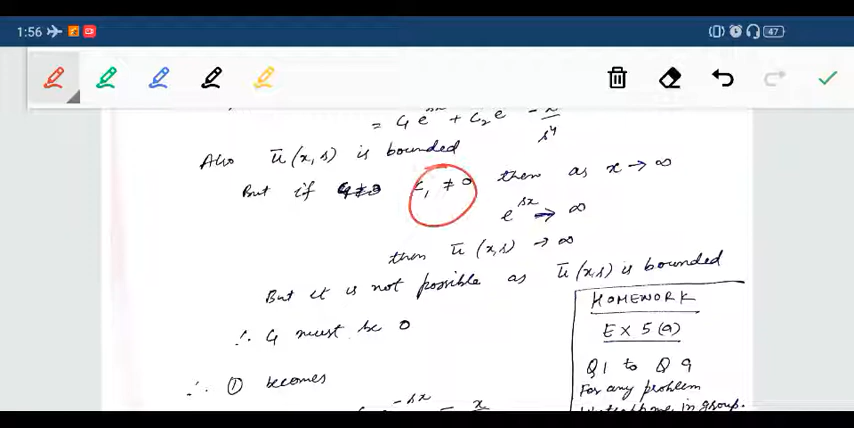 1:56
47
= C₁ e^{sx} + C₂ e - x/s⁴
Also ū(x,s) is bounded
But if C₁ ≠ 0 then as x → ∞
e^{sx} → ∞
then ū(x,s) → ∞
But it is not possible as ū(x,s) is bounded
∴ C₁ must be 0
∴ ① becomes
-sx x
HOMEWORK
EX 5(a)
Q1 to Q9
For any problem
in group.